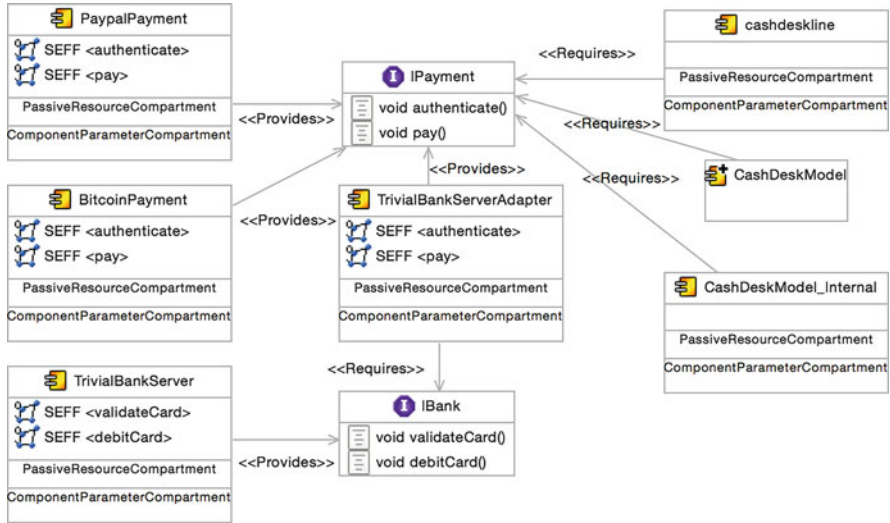 PaypalPayment
SEFF <authenticate>
SEFF <pay>
PassiveResourceCompartment
ComponentParameterCompartment
<<Provides>>
I IPayment
void authenticate()
void pay()
<<Requires>>
cashdeskline
PassiveResourceCompartment
ComponentParameterCompartment
<<Requires>>
CashDeskModel
<<Requires>>
<<Provides>>
BitcoinPayment
SEFF <authenticate>
SEFF <pay>
PassiveResourceCompartment
ComponentParameterCompartment
<<Provides>>
TrivialBankServerAdapter
SEFF <authenticate>
SEFF <pay>
PassiveResourceCompartment
ComponentParameterCompartment
CashDeskModel_Internal
PassiveResourceCompartment
ComponentParameterCompartment
<<Requires>>
TrivialBankServer
SEFF <validateCard>
SEFF <debitCard>
PassiveResourceCompartment
ComponentParameterCompartment
<<Provides>>
I IBank
void validateCard()
void debitCard()